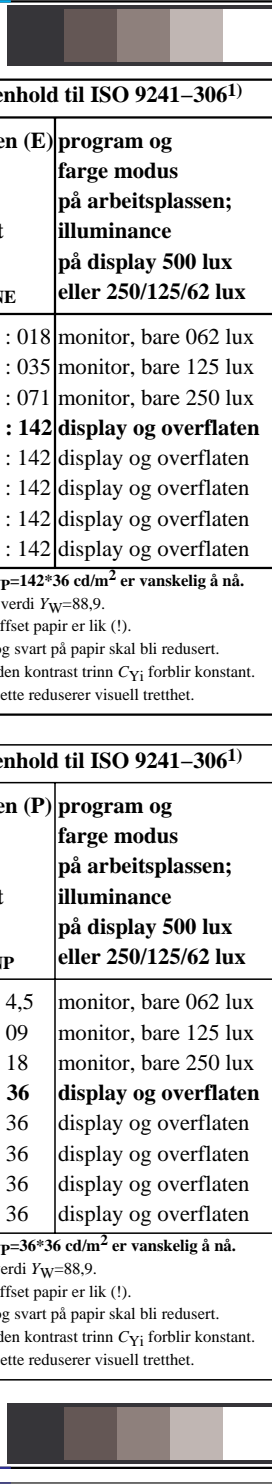 enhold til ISO 9241–306¹⁾
en (E) program og
farge modus
på arbeitsplassen;
t illuminance
på display 500 lux
NE eller 250/125/62 lux
: 018 monitor, bare 062 lux
: 035 monitor, bare 125 lux
: 071 monitor, bare 250 lux
: 142 display og overflaten
: 142 display og overflaten
: 142 display og overflaten
: 142 display og overflaten
: 142 display og overflaten
P=142*36 cd/m² er vanskelig å nå.
verdi YW=88,9.
ffset papir er lik (!).
og svart på papir skal bli redusert.
den kontrast trinn CYi forblir konstant.
ette reduserer visuell tretthet.
enhold til ISO 9241–306¹⁾
en (P) program og
farge modus
på arbeitsplassen;
t illuminance
på display 500 lux
NP eller 250/125/62 lux
4,5 monitor, bare 062 lux
09 monitor, bare 125 lux
18 monitor, bare 250 lux
36 display og overflaten
36 display og overflaten
36 display og overflaten
36 display og overflaten
36 display og overflaten
P=36*36 cd/m² er vanskelig å nå.
verdi YW=88,9.
ffset papir er lik (!).
og svart på papir skal bli redusert.
den kontrast trinn CYi forblir konstant.
ette reduserer visuell tretthet.